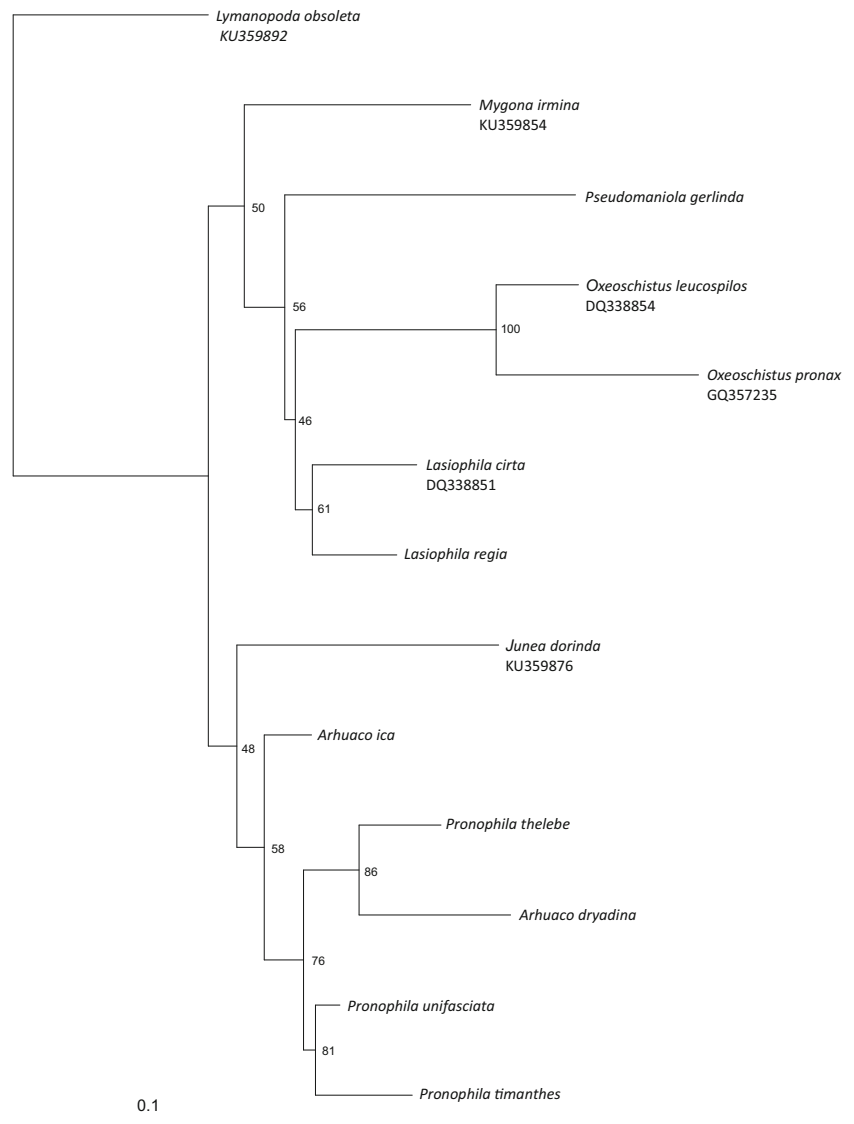 Lymanopoda obsoleta
KU359892
Mygona irmina
KU359854
50
Pseudomaniola gerlinda
Oxeoschistus leucospilos
DQ338854
56
100
Oxeoschistus pronax
GQ357235
46
Lasiophila cirta
DQ338851
61
Lasiophila regia
Junea dorinda
KU359876
48
Arhuaco ica
Pronophila thelebe
58
86
Arhuaco dryadina
76
Pronophila unifasciata
81
Pronophila timanthes
0.1